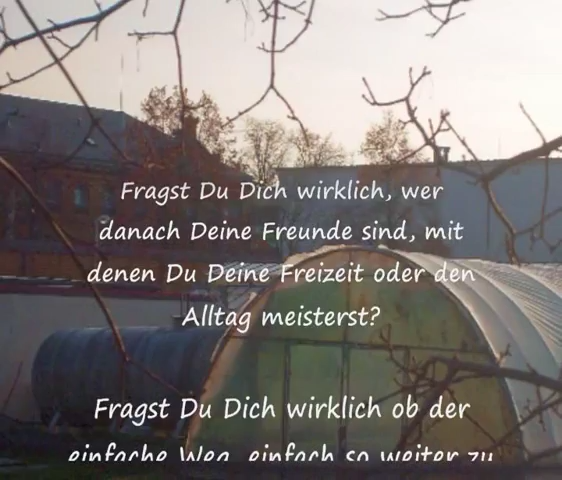 Fragst Du Dich wirklich, wer
danach Deine Freunde sind, mit
denen Du Deine Freizeit oder den
Alltag meisterst?
Fragst Du Dich wirklich ob der
einfache Weg, einfach so weiter zu